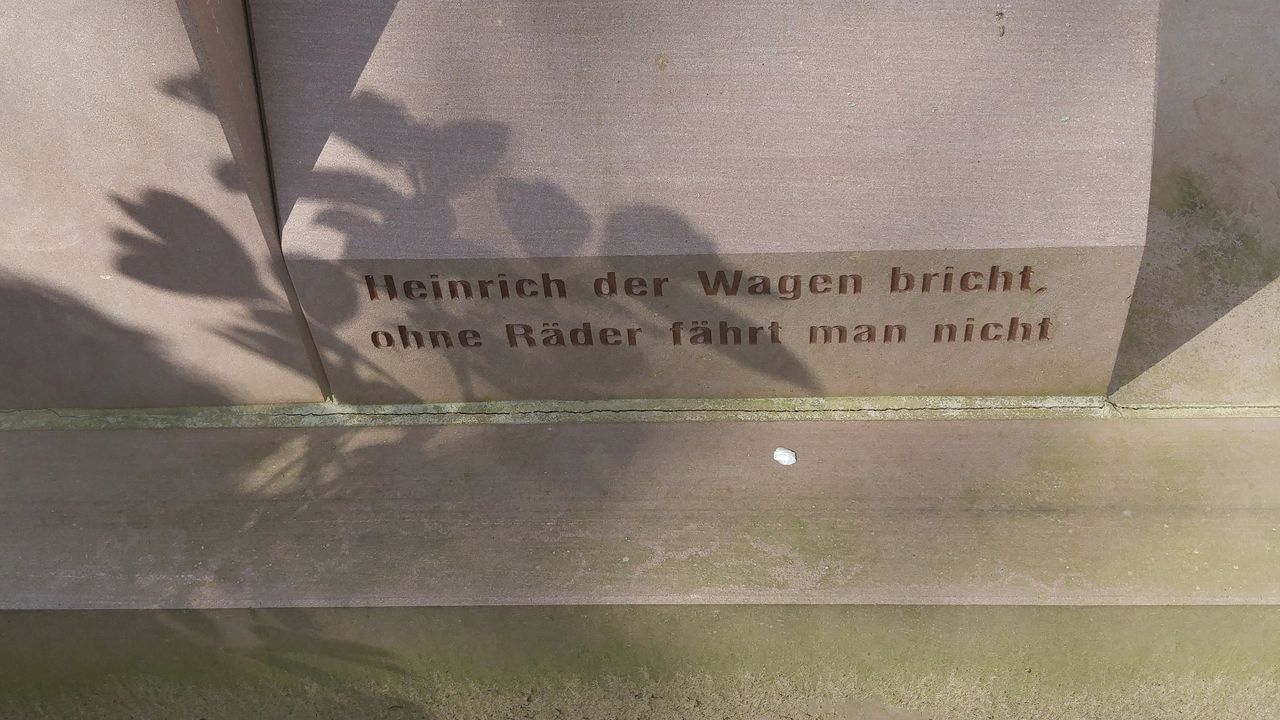 Heinrich der Wagen bricht,
ohne Räder fährt man nicht